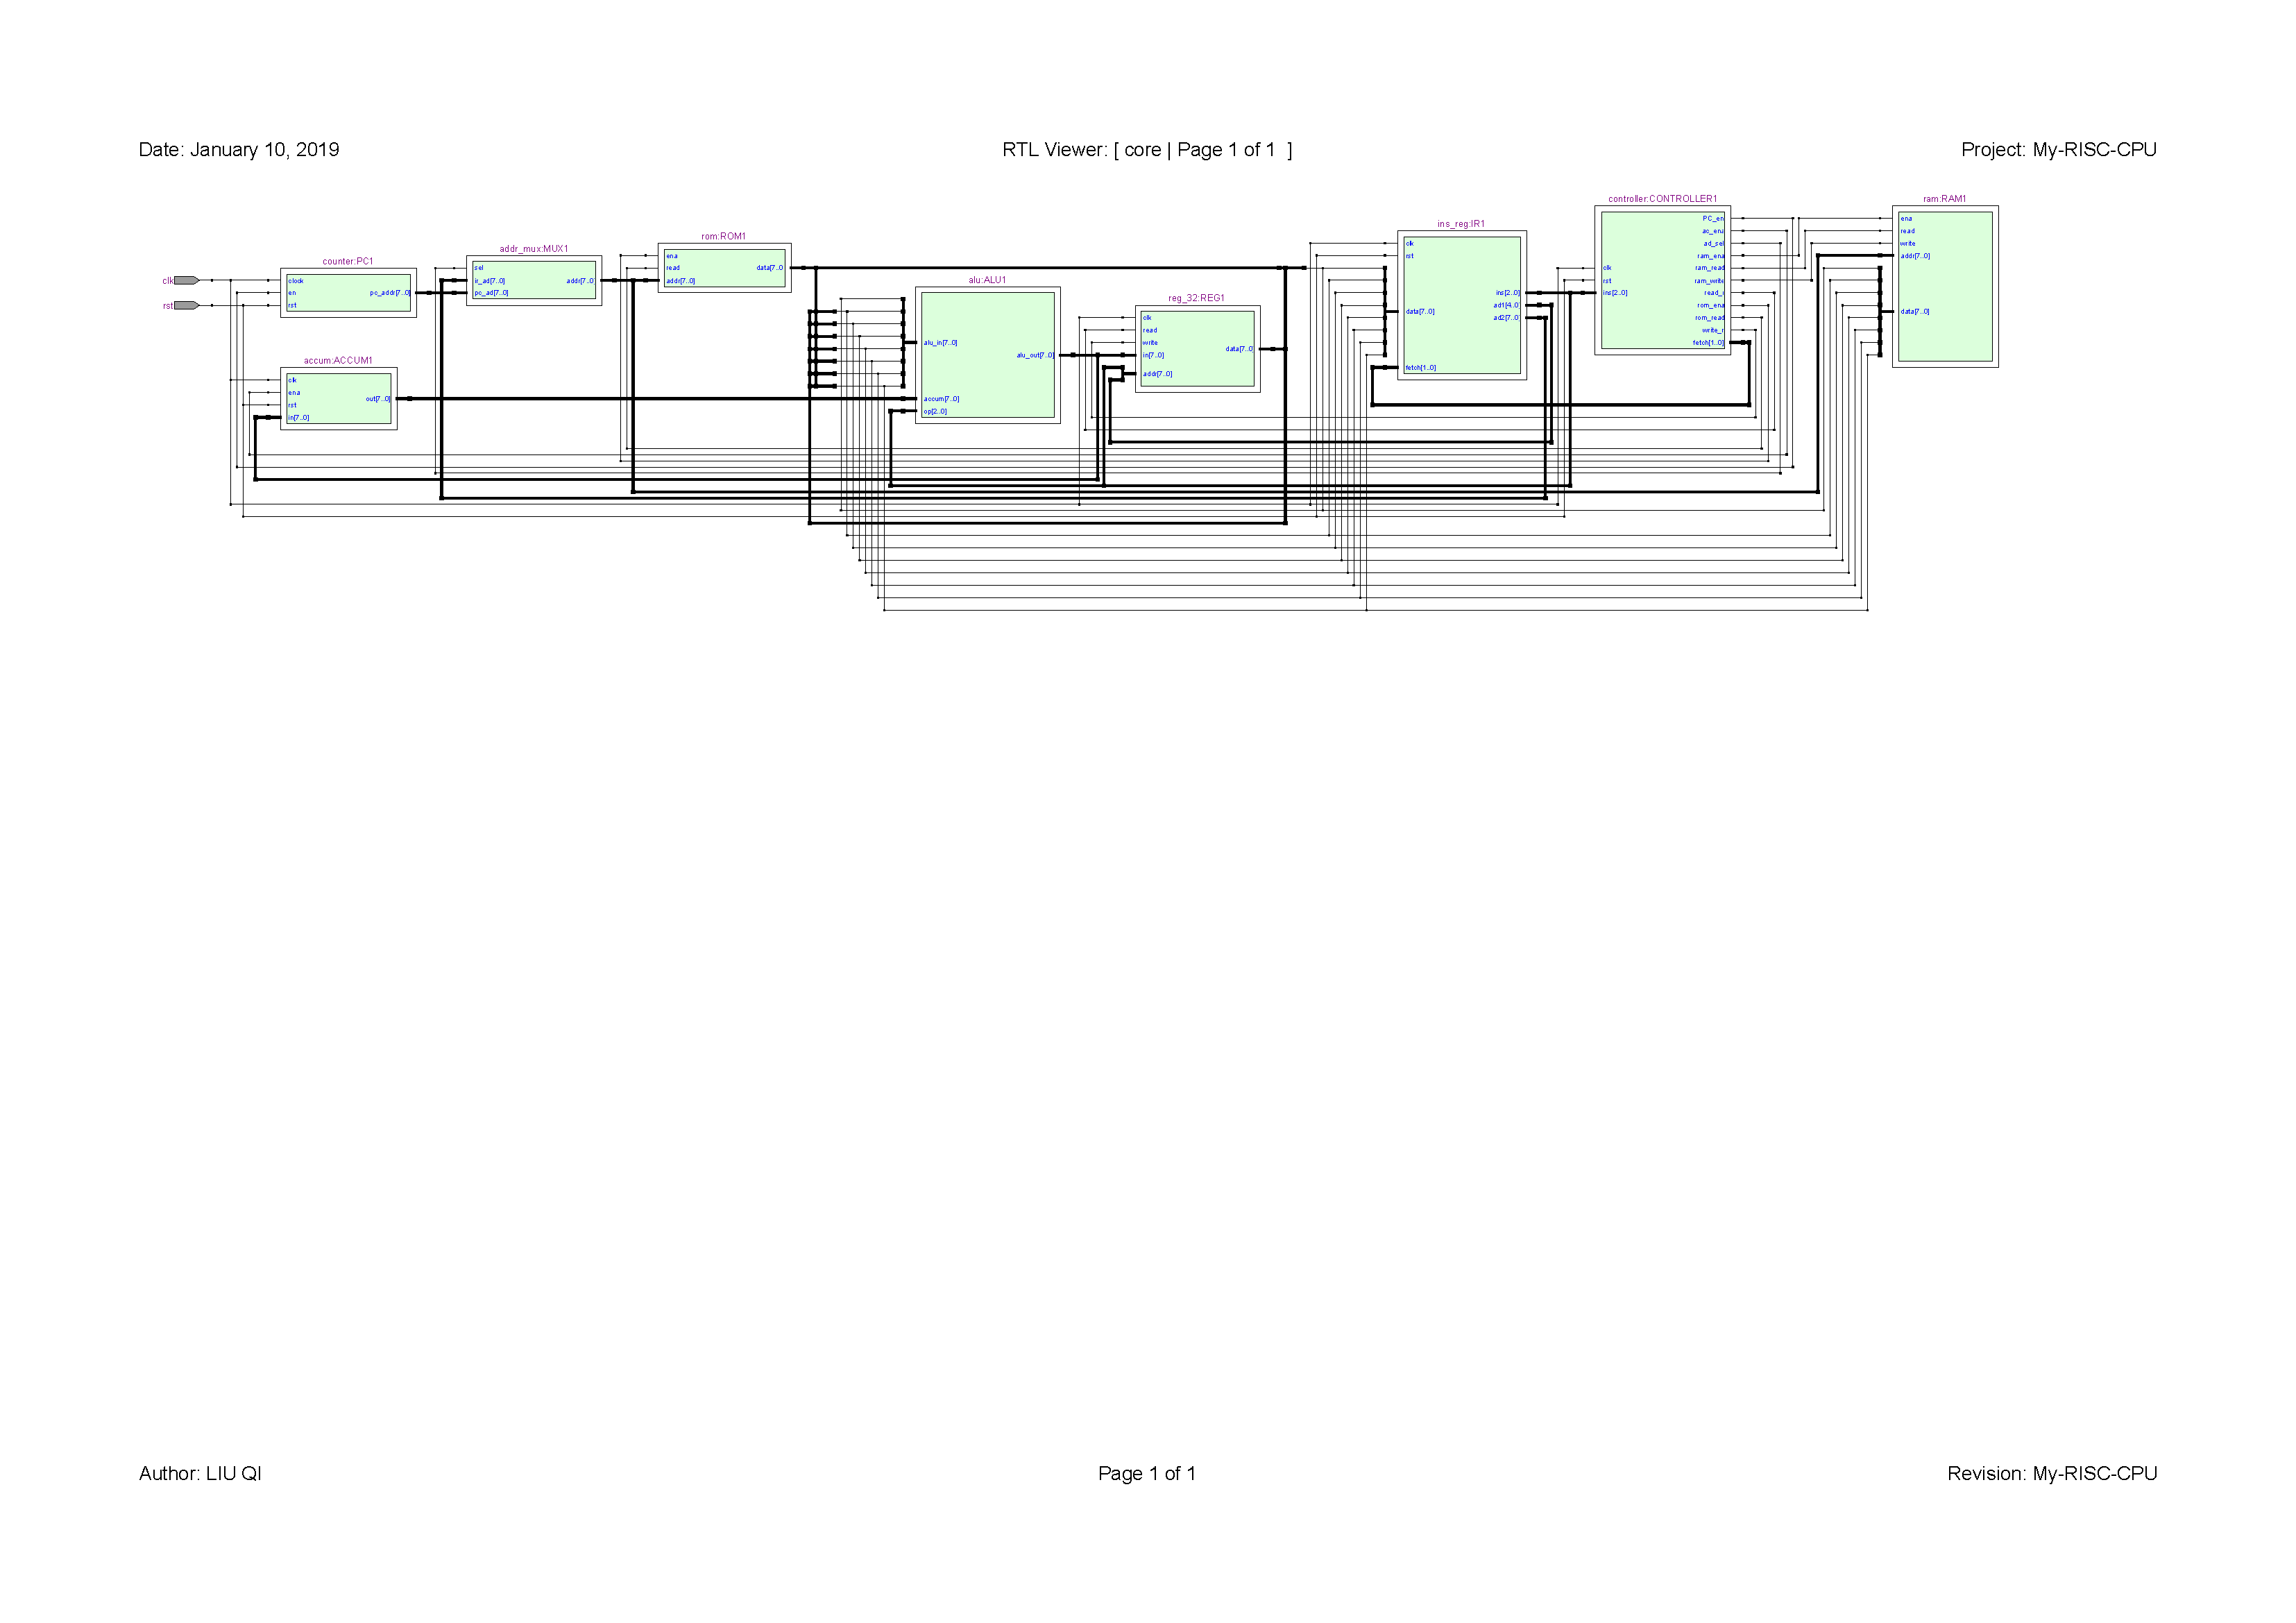 Date: January 10, 2019
RTL Viewer: [ core | Page 1 of 1 ]
Project: My-RISC-CPU
clk
rst
counter:PC1
clock
en
rst
pc_addr[7..0]
accum:ACCUM1
clk
ena
rst
in[7..0]
out[7..0]
addr_mux:MUX1
sel
ir_ad[7..0]
pc_ad[7..0]
addr[7..0]
rom:ROM1
ena
read
addr[7..0]
data[7..0]
alu:ALU1
alu_in[7..0]
accum[7..0]
op[2..0]
alu_out[7..0]
reg_32:REG1
clk
read
write
in[7..0]
addr[7..0]
data[7..0]
ins_reg:IR1
clk
rst
data[7..0]
fetch[1..0]
ins[2..0]
ad1[4..0]
ad2[7..0]
controller:CONTROLLER1
clk
rst
ins[2..0]
PC_en
ac_ena
ad_sel
ram_ena
ram_read
ram_write
read_r
rom_ena
rom_read
write_r
fetch[1..0]
ram:RAM1
ena
read
write
addr[7..0]
data[7..0]
Author: LIU QI
Page 1 of 1
Revision: My-RISC-CPU